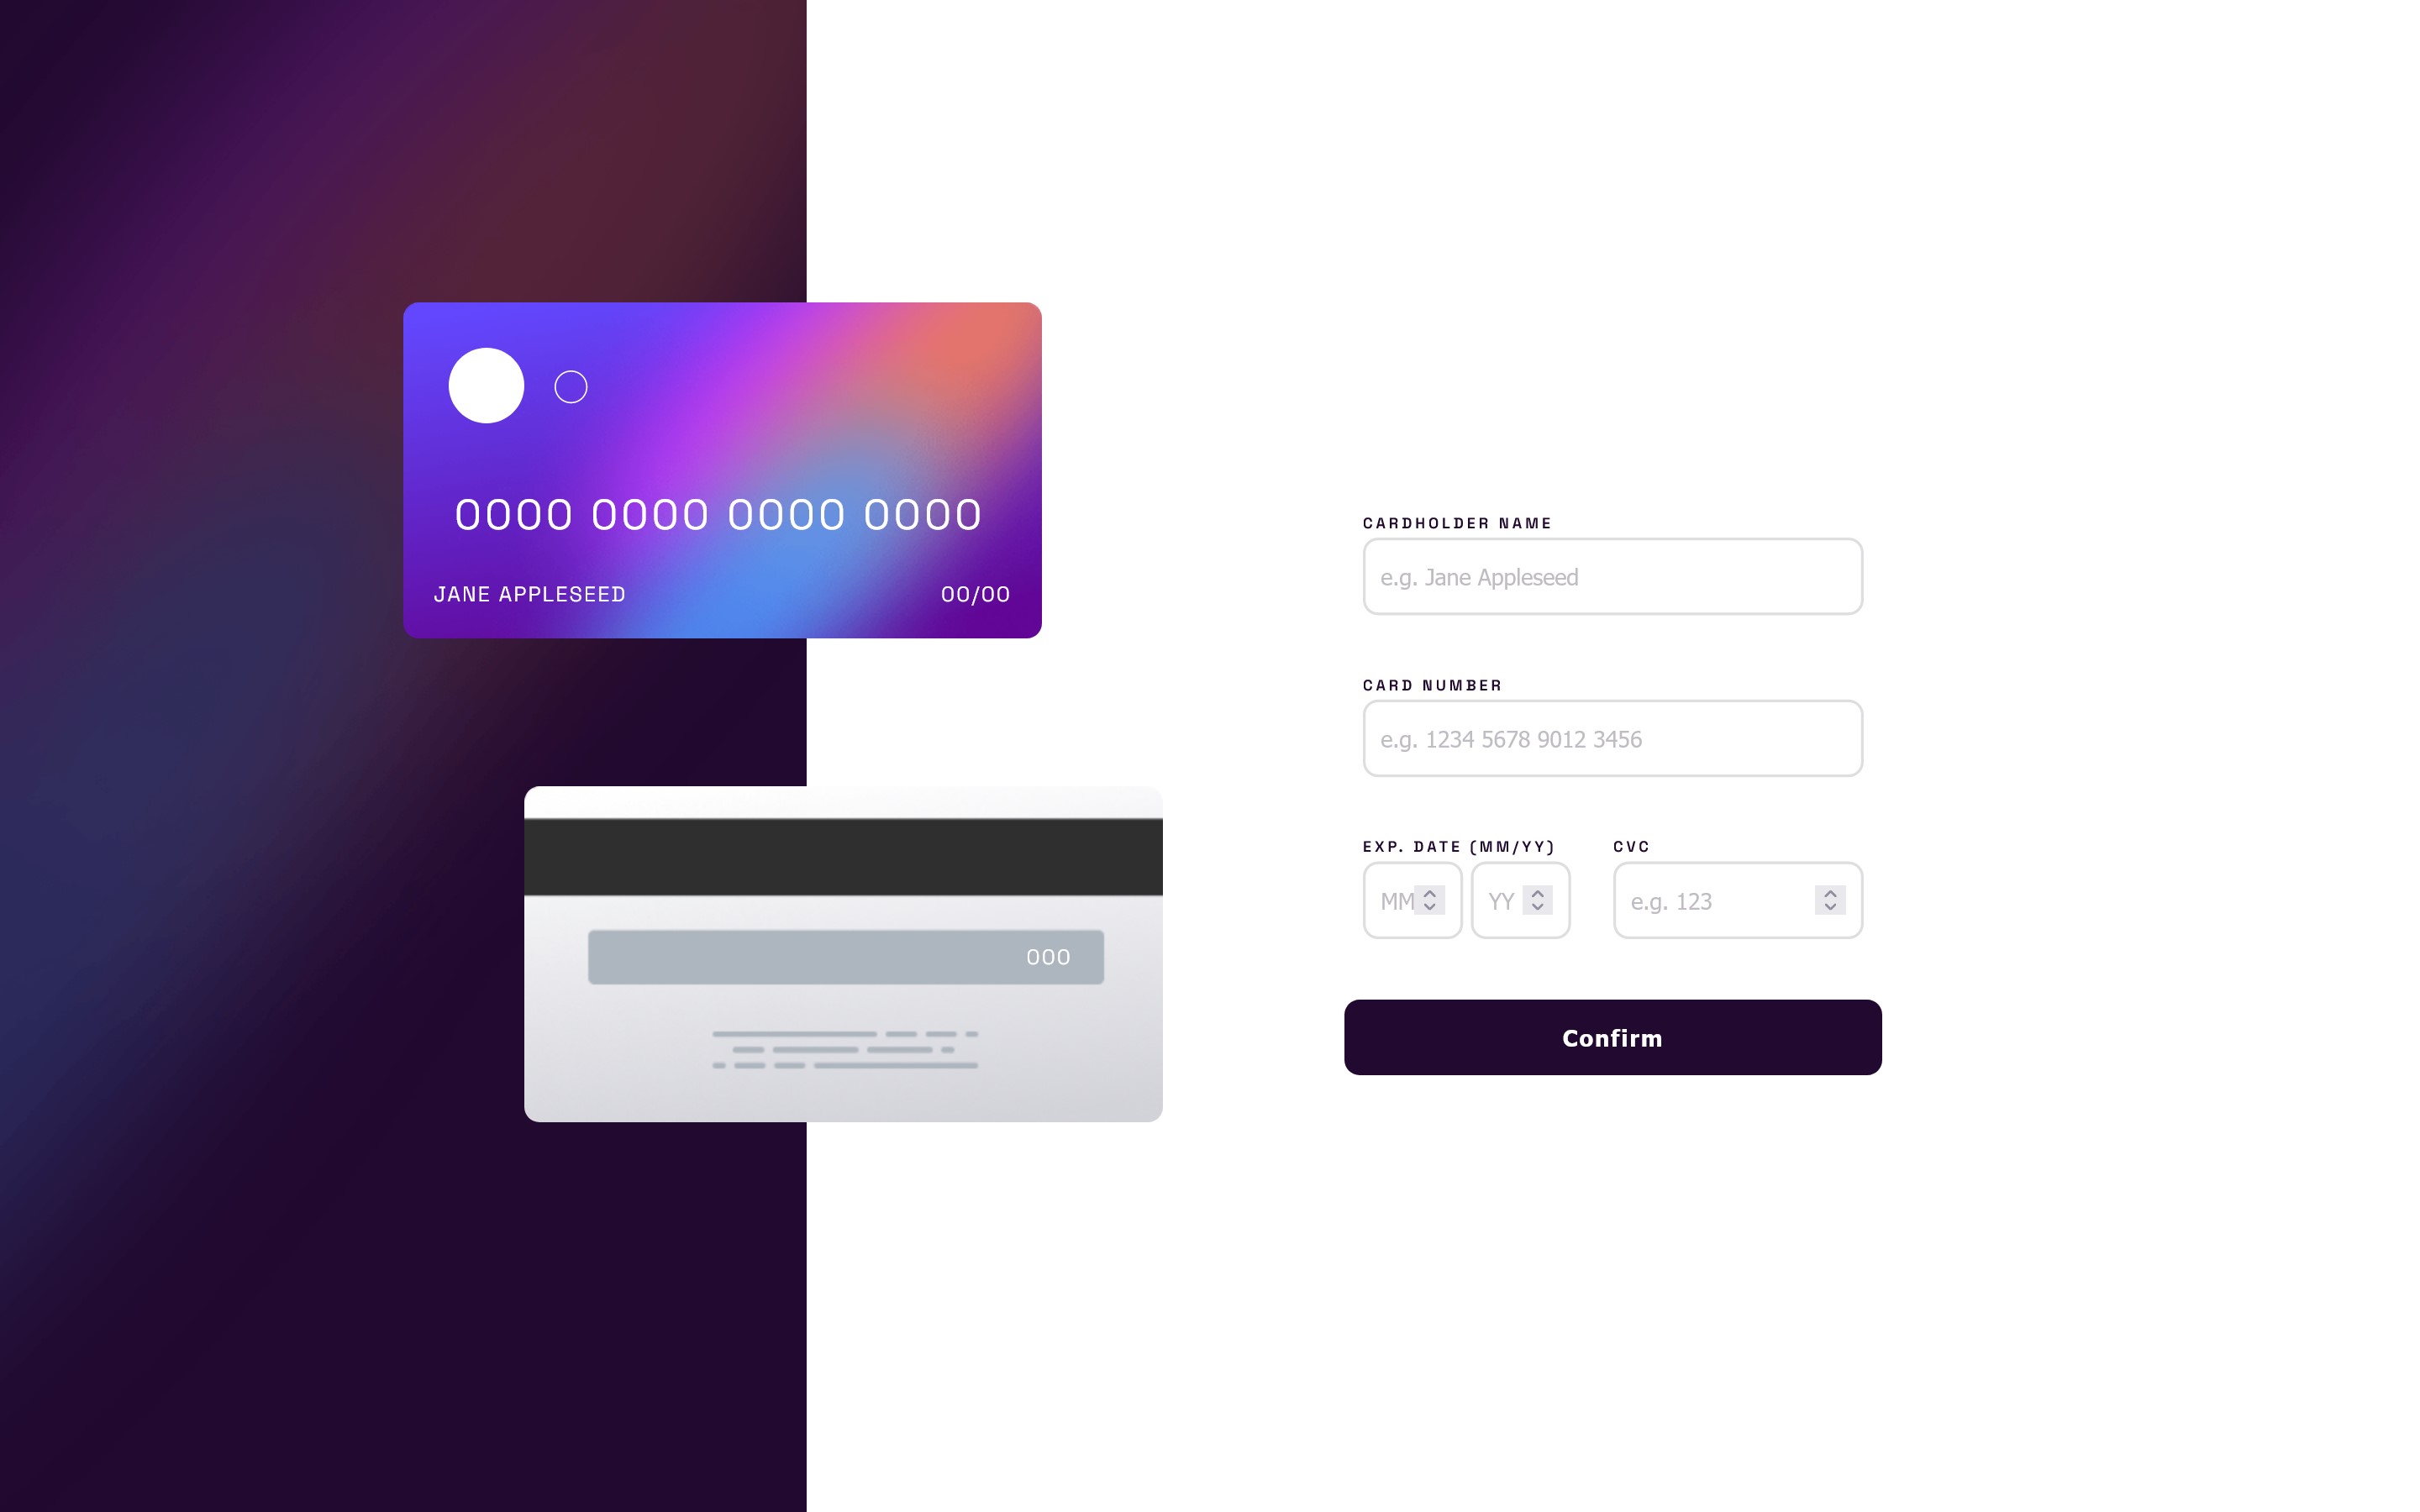 0000 0000 0000 0000
JANE APPLESEED 00/00
000
CARDHOLDER NAME
e.g. Jane Appleseed
CARD NUMBER
e.g. 1234 5678 9012 3456
EXP. DATE (MM/YY) CVC
MM YY e.g. 123
Confirm